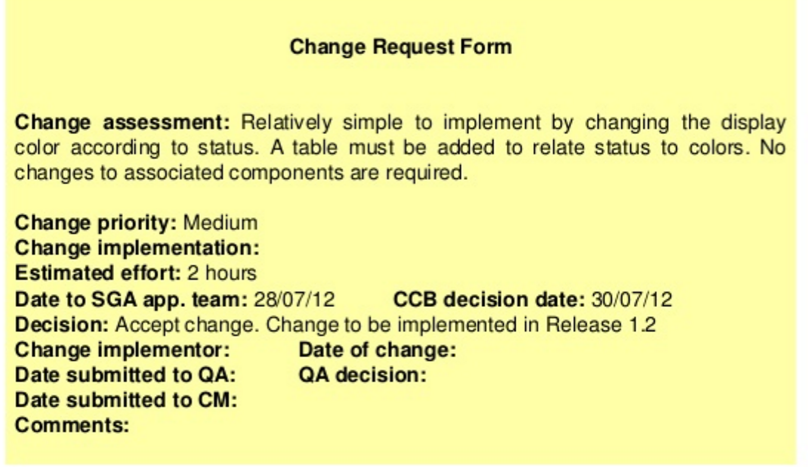 Change Request Form
Change assessment: Relatively simple to implement by changing the display
color according to status. A table must be added to relate status to colors. No
changes to associated components are required.
Change priority: Medium
Change implementation:
Estimated effort: 2 hours
Date to SGA app. team: 28/07/12 CCB decision date: 30/07/12
Decision: Accept change. Change to be implemented in Release 1.2
Change implementor: Date of change:
Date submitted to QA: QA decision:
Date submitted to CM:
Comments: